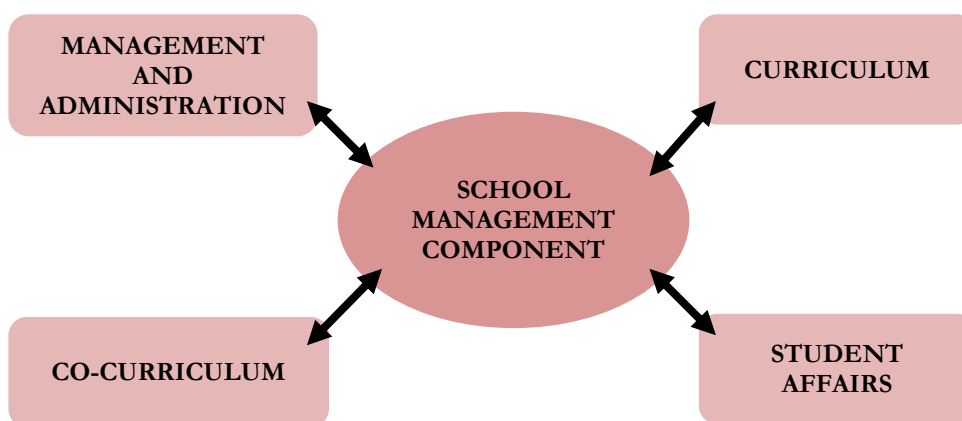 MANAGEMENT
AND
ADMINISTRATION
CURRICULUM
SCHOOL
MANAGEMENT
COMPONENT
CO-CURRICULUM
STUDENT
AFFAIRS